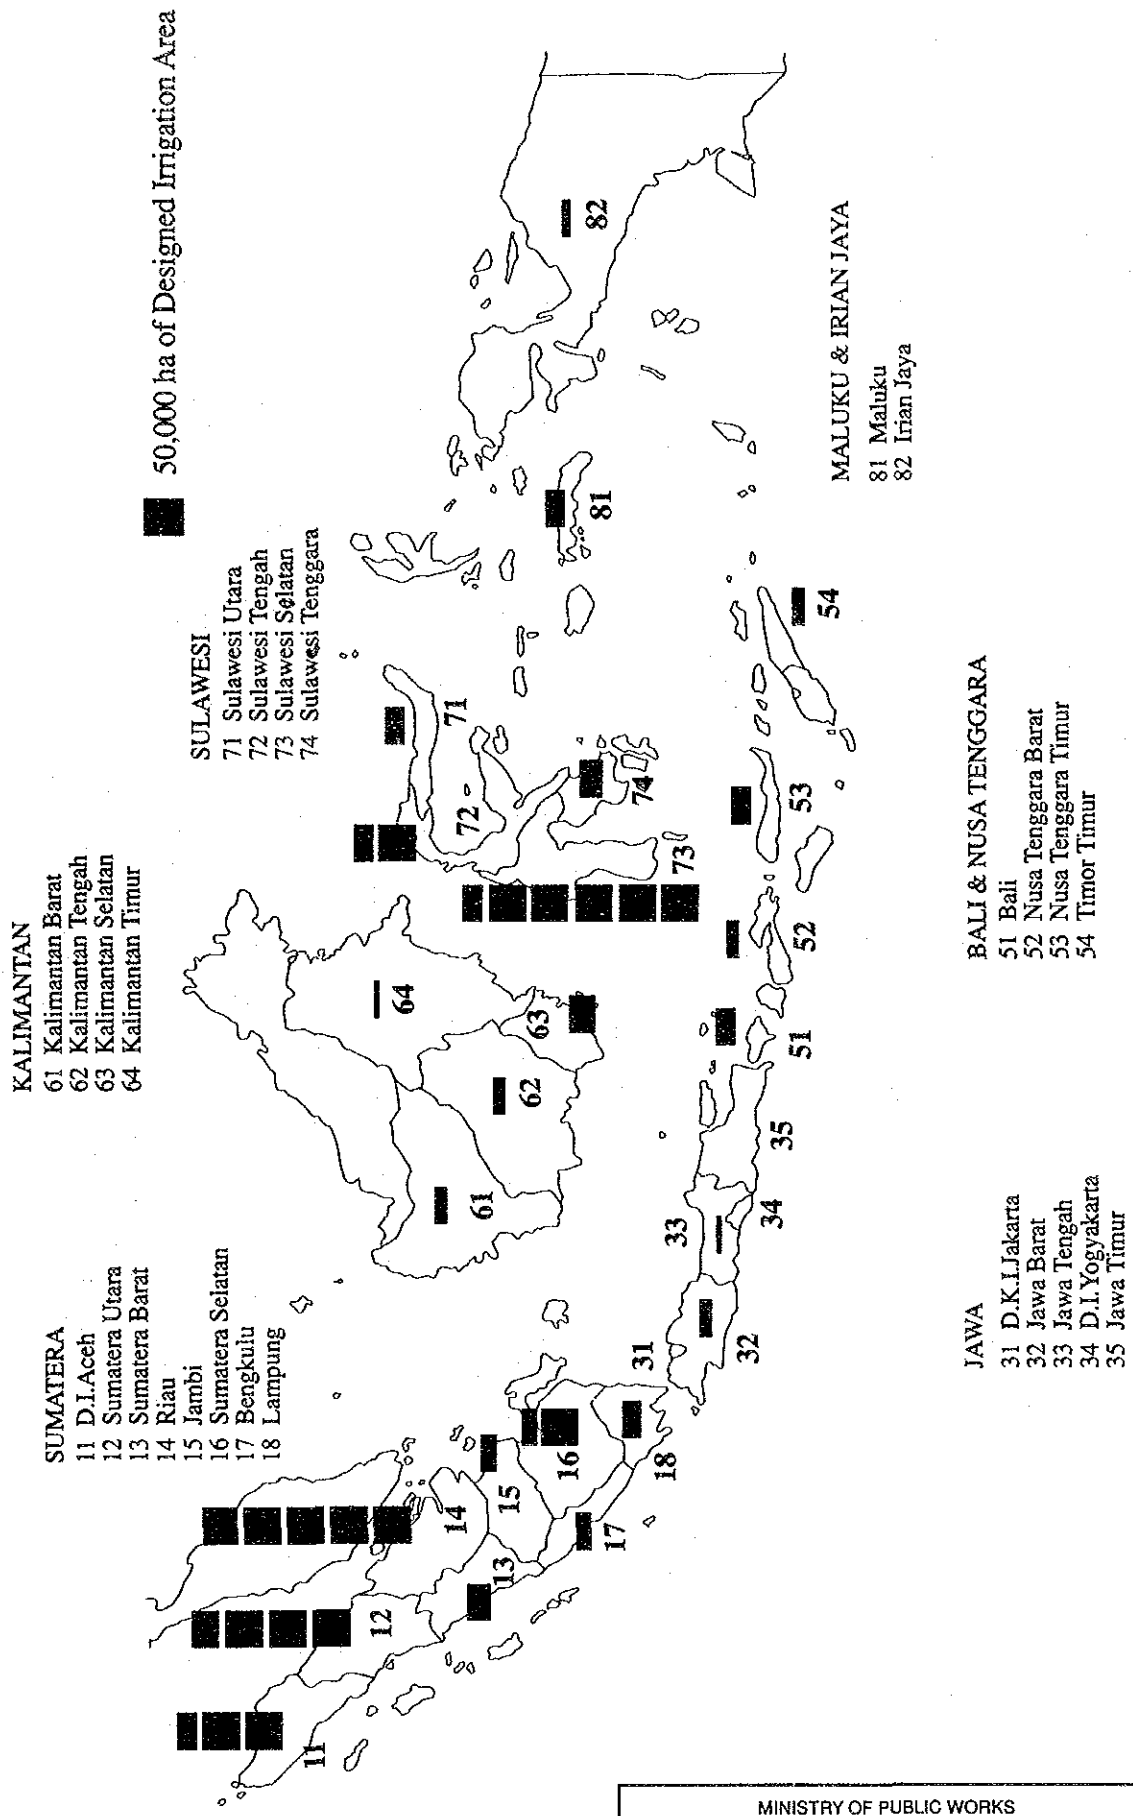 50,000 ha of Designed Irrigation Area
SUMATERA
11 D.I.Aceh
12 Sumatera Utara
13 Sumatera Barat
14 Riau
15 Jambi
16 Sumatera Selatan
17 Bengkulu
18 Lampung
KALIMANTAN
61 Kalimantan Barat
62 Kalimantan Tengah
63 Kalimantan Selatan
64 Kalimantan Timur
SULAWESI
71 Sulawesi Utara
72 Sulawesi Tengah
73 Sulawesi Selatan
74 Sulawesi Tenggara
11
12
13
14
15
16
17
18
61
62
63
64
71
72
73
74
81
82
31
32
33
34
35
51
52
53
54
JAWA
31 D.K.I.Jakarta
32 Jawa Barat
33 Jawa Tengah
34 D.I.Yogyakarta
35 Jawa Timur
BALI & NUSA TENGGARA
51 Bali
52 Nusa Tenggara Barat
53 Nusa Tenggara Timur
54 Timor Timur
MALUKU & IRIAN JAYA
81 Maluku
82 Irian Jaya
MINISTRY OF PUBLIC WORKS